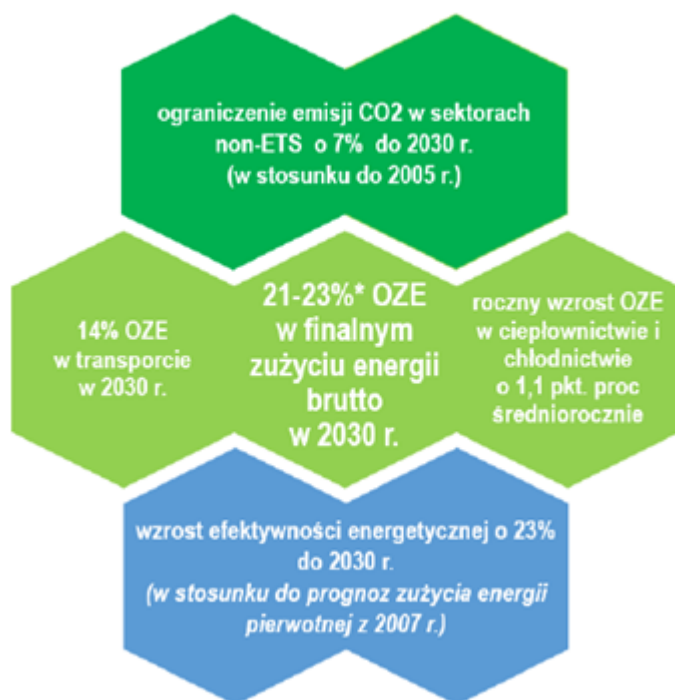 ograniczenie emisji CO2 w sektorach
non-ETS o 7% do 2030 r.
(w stosunku do 2005 r.)
14% OZE
w transporcie
w 2030 r.
21-23%* OZE
w finalnym
zużyciu energii
brutto
w 2030 r.
roczny wzrost OZE
w ciepłownictwie i
chłodnictwie
o 1,1 pkt. proc
średniorocznie
wzrost efektywności energetycznej o 23%
do 2030 r.
(w stosunku do prognoz zużycia energii
pierwotnej z 2007 r.)